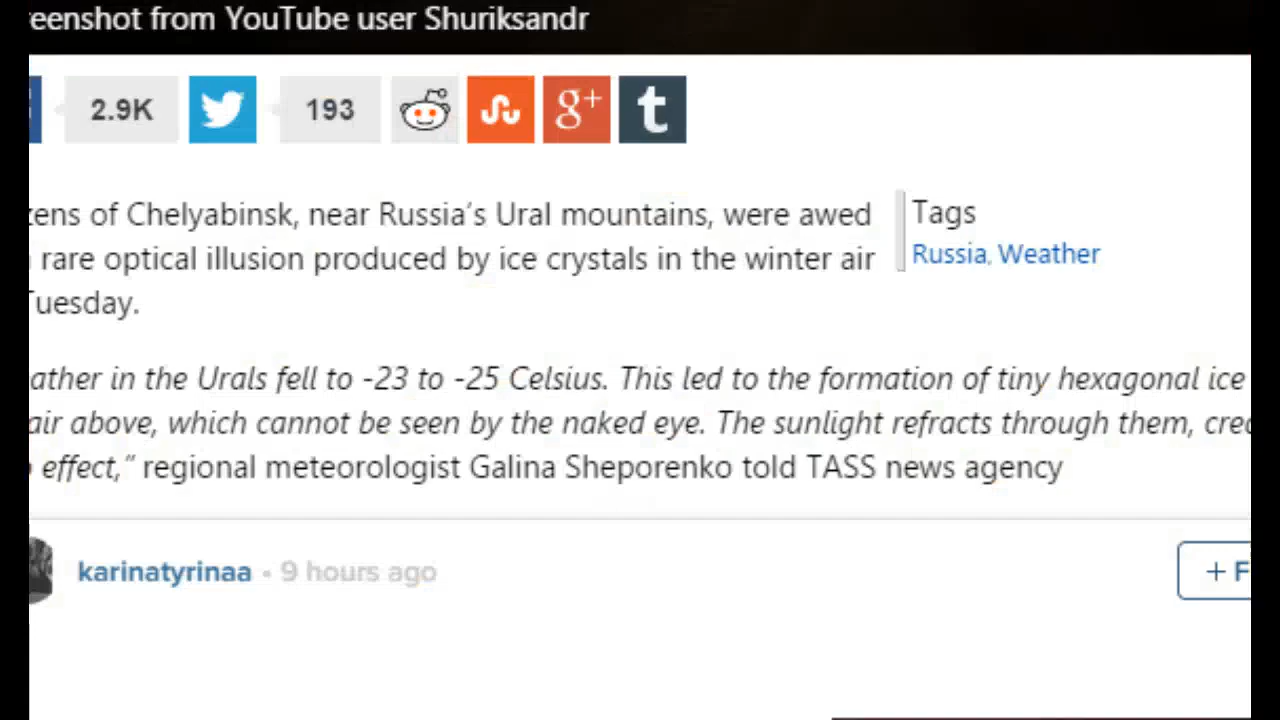 eenshot from YouTube user Shuriksandr
2.9K 193 g+ t
zens of Chelyabinsk, near Russia’s Ural mountains, were awed
rare optical illusion produced by ice crystals in the winter air
Tuesday.
Tags
Russia, Weather
ather in the Urals fell to -23 to -25 Celsius. This led to the formation of tiny hexagonal ice
air above, which cannot be seen by the naked eye. The sunlight refracts through them, crea
effect,” regional meteorologist Galina Sheporenko told TASS news agency
karinatyrinaa • 9 hours ago
+ F